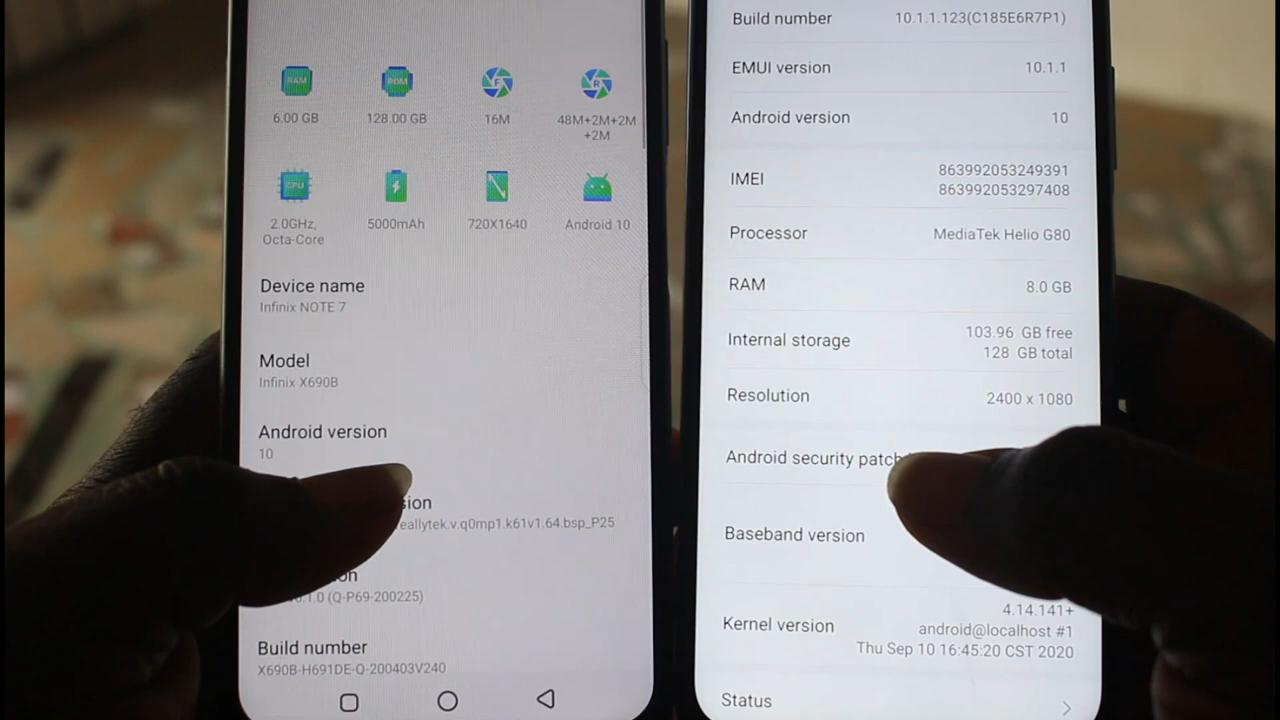 RAM
ROM
F
R
6.00 GB
128.00 GB
16M
48M+2M+2M
+2M
CPU
2.0GHz,
Octa-Core
5000mAh
720X1640
Android 10
Device name
Infinix NOTE 7
Model
Infinix X690B
Android version
10
eallytek.v.q0mp1.k61v1.64.bsp_P25
.1.0 (Q-P69-200225)
Build number
X690B-H691DE-Q-200403V240
Build number 10.1.1.123(C185E6R7P1)
EMUI version 10.1.1
Android version 10
IMEI 863992053249391
863992053297408
Processor MediaTek Helio G80
RAM 8.0 GB
Internal storage 103.96 GB free
128 GB total
Resolution 2400 x 1080
Android security patch
Baseband version
Kernel version 4.14.141+
android@localhost #1
Thu Sep 10 16:45:20 CST 2020
Status